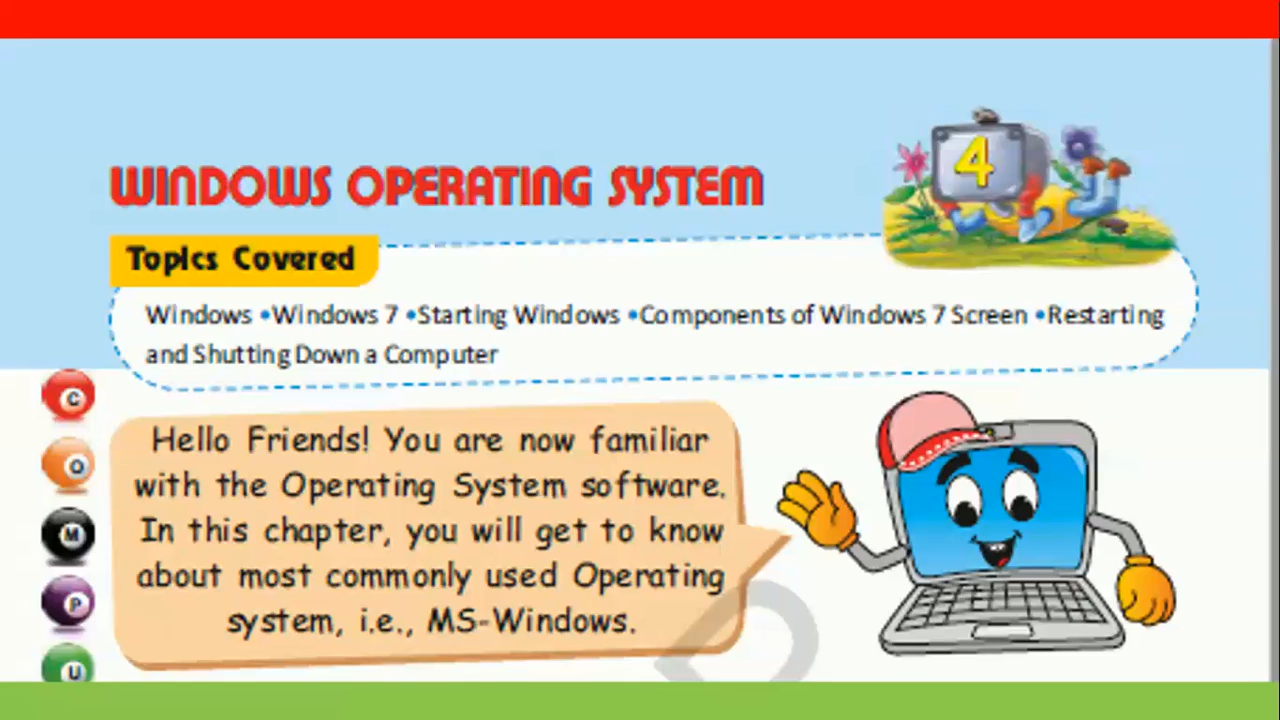 4
WINDOWS OPERATING SYSTEM
Topics Covered
Windows •Windows 7 •Starting Windows •Components of Windows 7 Screen •Restarting
and Shutting Down a Computer
C
O
M
P
U
Hello Friends! You are now familiar
with the Operating System software.
In this chapter, you will get to know
about most commonly used Operating
system, i.e., MS-Windows.